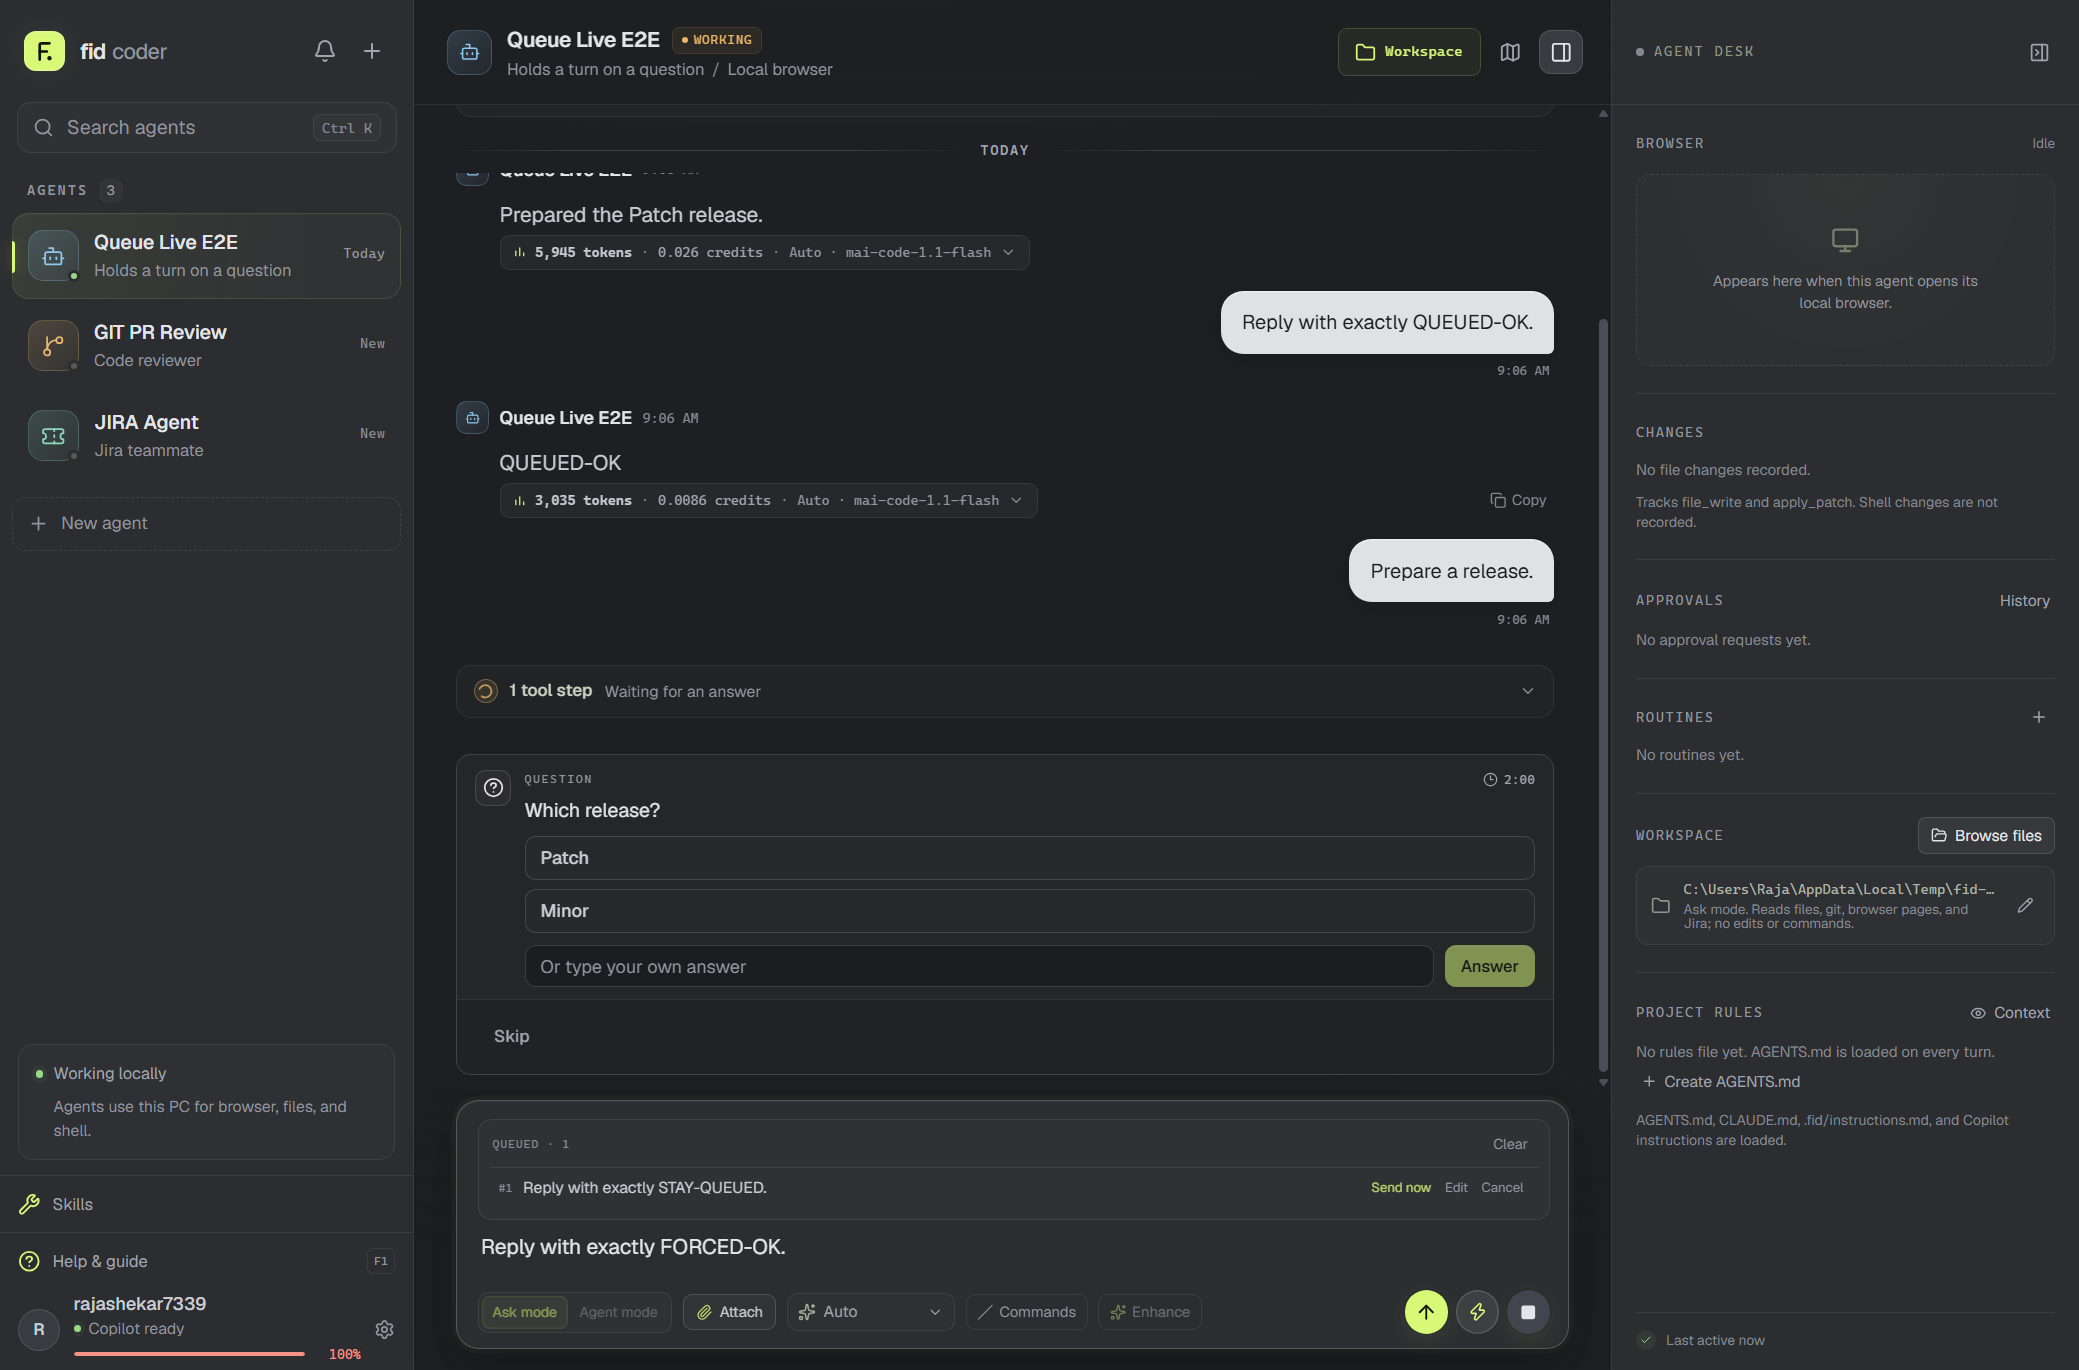 F.
fid coder
Search agents
Ctrl K
AGENTS 3
Queue Live E2E
Today
Holds a turn on a question
GIT PR Review
New
Code reviewer
JIRA Agent
New
Jira teammate
New agent
Working locally
Agents use this PC for browser, files, and
shell.
Skills
Help & guide
F1
R
rajashekar7339
Copilot ready
100%
Queue Live E2E
WORKING
Holds a turn on a question / Local browser
Workspace
TODAY
Queue Live E2E
Prepared the Patch release.
5,945 tokens · 0.026 credits · Auto · mai-code-1.1-flash
Reply with exactly QUEUED-OK.
9:06 AM
Queue Live E2E 9:06 AM
QUEUED-OK
3,035 tokens · 0.0086 credits · Auto · mai-code-1.1-flash
Copy
Prepare a release.
9:06 AM
1 tool step Waiting for an answer
QUESTION
2:00
Which release?
Patch
Minor
Or type your own answer
Answer
Skip
QUEUED · 1
Clear
#1 Reply with exactly STAY-QUEUED.
Send now Edit Cancel
Reply with exactly FORCED-OK.
Ask mode
Agent mode
Attach
Auto
Commands
Enhance
AGENT DESK
BROWSER
Idle
Appears here when this agent opens its
local browser.
CHANGES
No file changes recorded.
Tracks file_write and apply_patch. Shell changes are not
recorded.
APPROVALS
History
No approval requests yet.
ROUTINES
No routines yet.
WORKSPACE
Browse files
C:\Users\Raja\AppData\Local\Temp\fid-…
Ask mode. Reads files, git, browser pages, and
Jira; no edits or commands.
PROJECT RULES
Context
No rules file yet. AGENTS.md is loaded on every turn.
Create AGENTS.md
AGENTS.md, CLAUDE.md, .fid/instructions.md, and Copilot
instructions are loaded.
Last active now